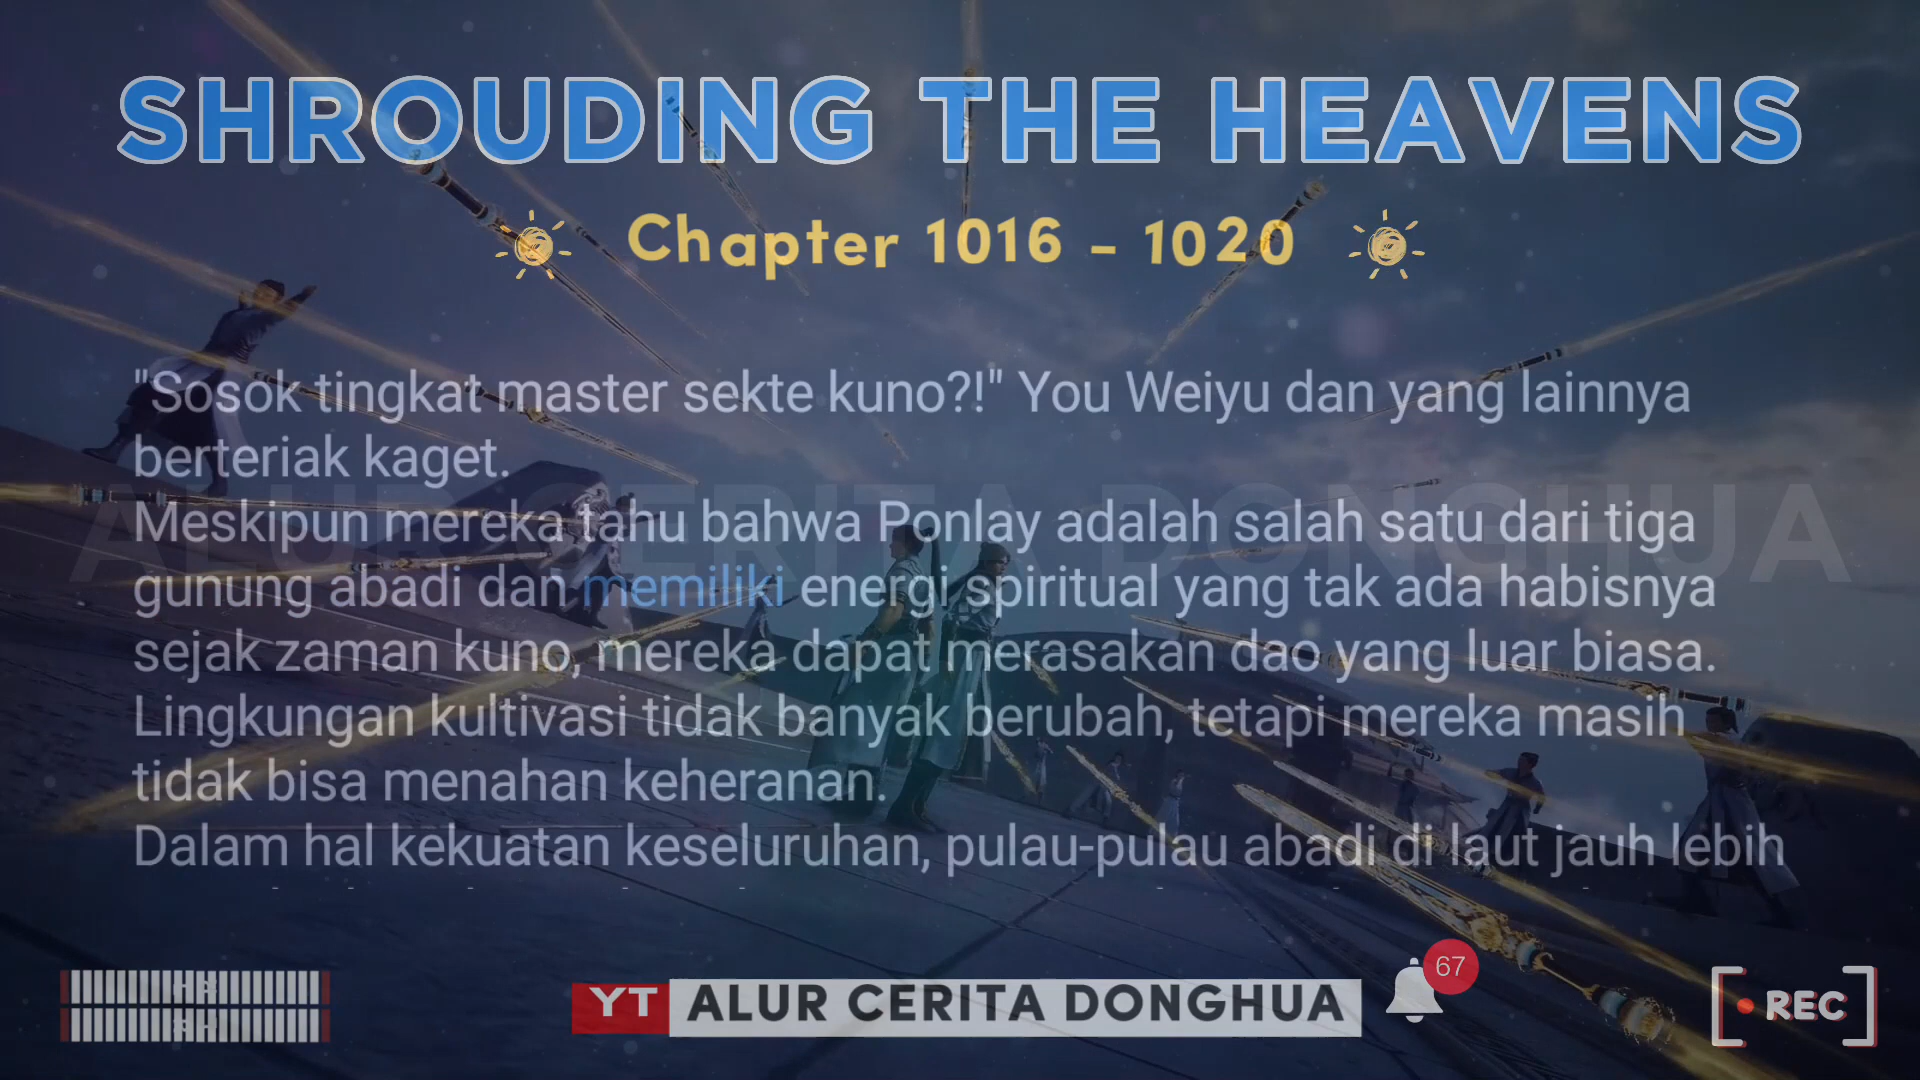 SHROUDING THE HEAVENS
Chapter 1016 - 1020
"Sosok tingkat master sekte kuno?!" You Weiyu dan yang lainnya
berteriak kaget.
ALUR CERITA DONGHUA
Meskipun mereka tahu bahwa Ponlay adalah salah satu dari tiga
gunung abadi dan memiliki energi spiritual yang tak ada habisnya
sejak zaman kuno, mereka dapat merasakan dao yang luar biasa.
Lingkungan kultivasi tidak banyak berubah, tetapi mereka masih
tidak bisa menahan keheranan.
Dalam hal kekuatan keseluruhan, pulau-pulau abadi di laut jauh lebih
YT ALUR CERITA DONGHUA
67
REC